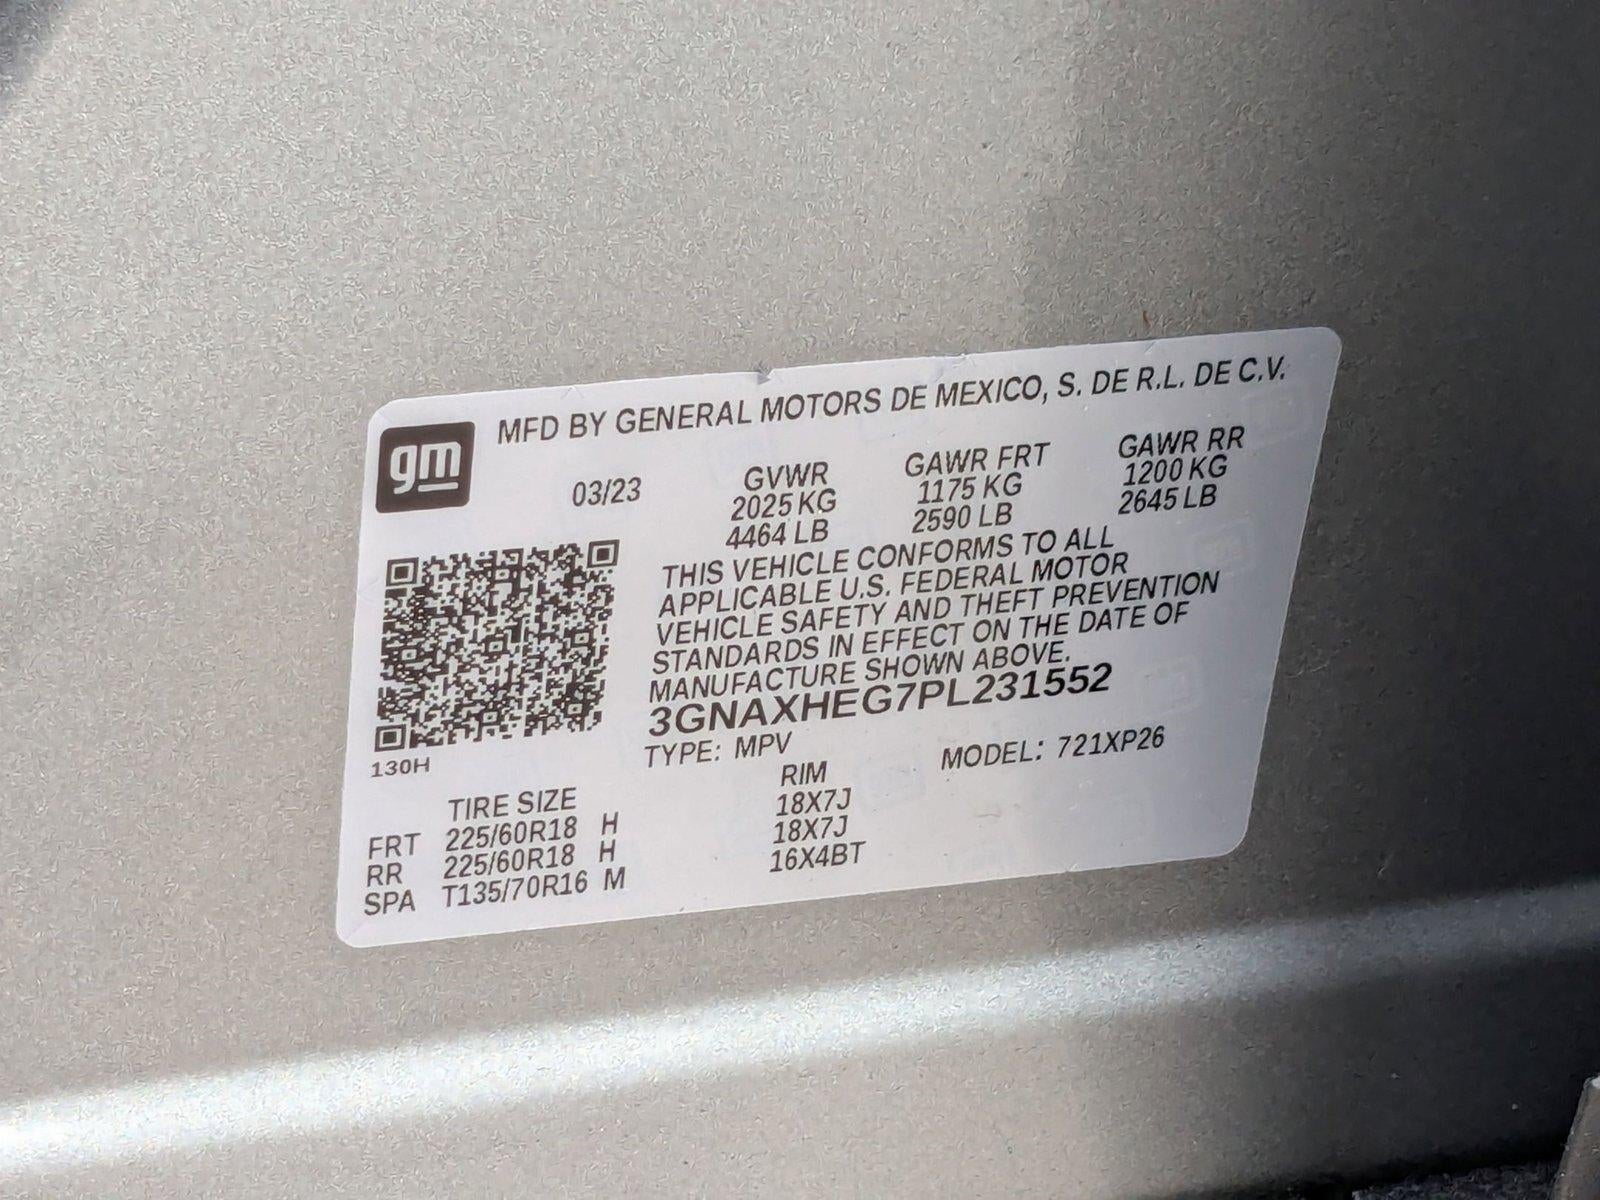 gm
MFD BY GENERAL MOTORS DE MEXICO, S. DE R.L. DE C.V.
03/23 GVWR GAWR FRT GAWR RR
2025 KG 1175 KG 1200 KG
4464 LB 2590 LB 2645 LB
THIS VEHICLE CONFORMS TO ALL
APPLICABLE U.S. FEDERAL MOTOR
VEHICLE SAFETY AND THEFT PREVENTION
STANDARDS IN EFFECT ON THE DATE OF
MANUFACTURE SHOWN ABOVE.
3GNAXHEG7PL231552
TYPE: MPV MODEL: 721XP26
130H
TIRE SIZE RIM
FRT 225/60R18 H 18X7J
RR 225/60R18 H 18X7J
SPA T135/70R16 M 16X4BT